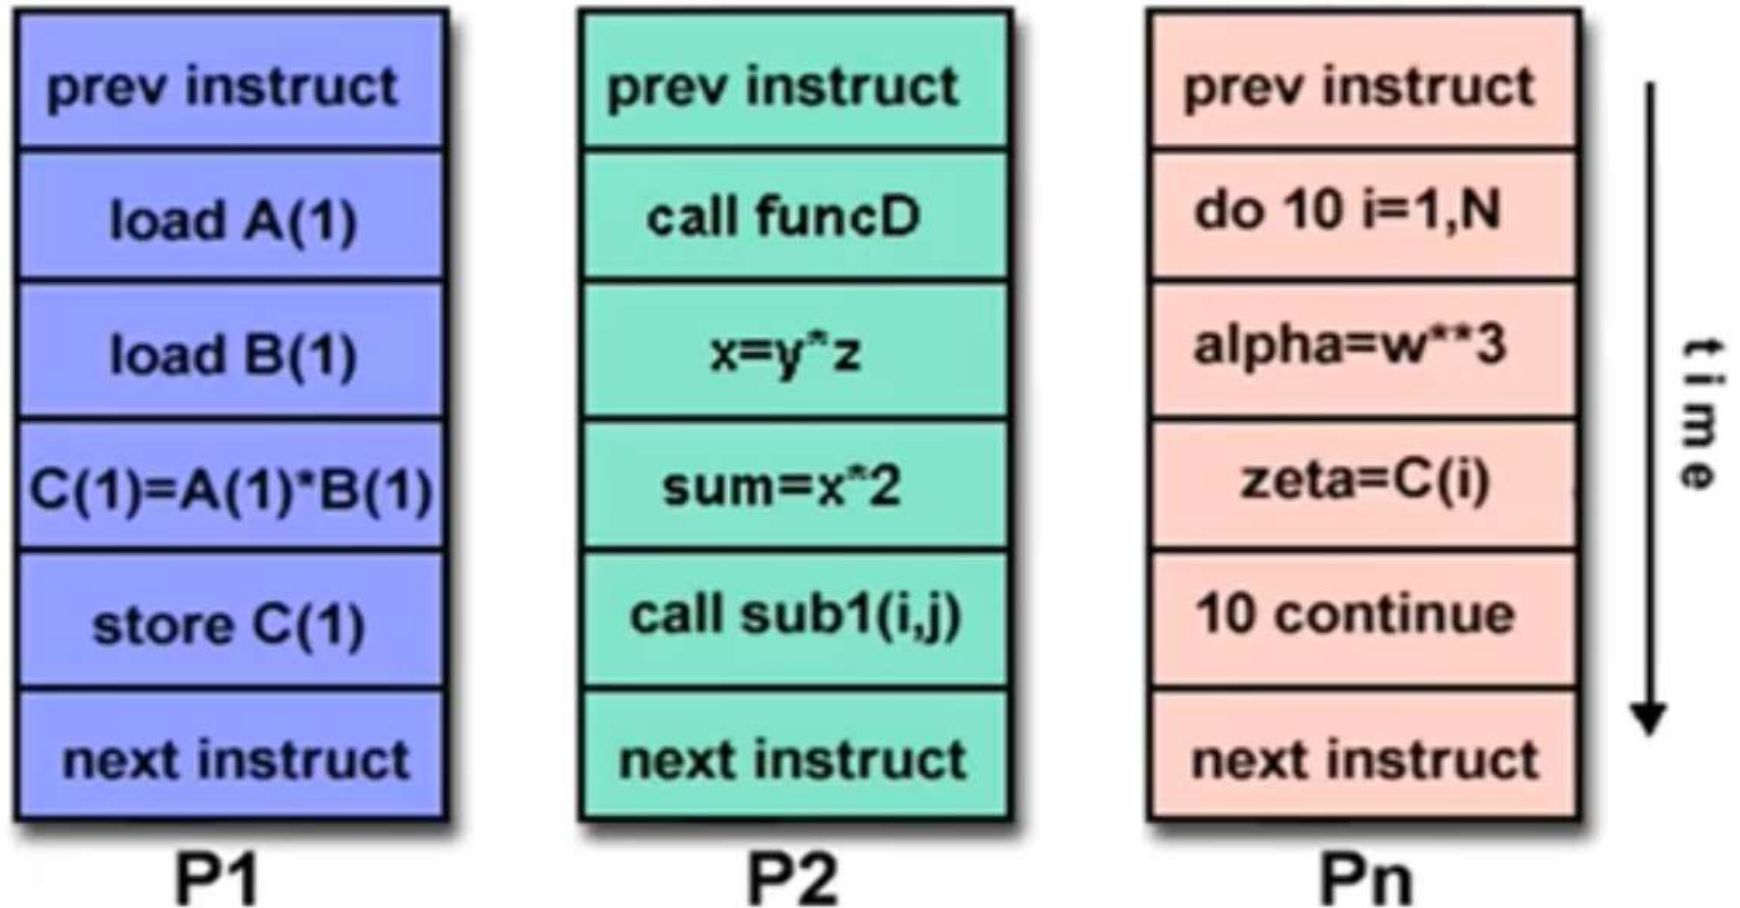 prev instruct
load A(1)
load B(1)
C(1)=A(1)*B(1)
store C(1)
next instruct
P1
prev instruct
call funcD
x=y*z
sum=x*2
call sub1(i,j)
next instruct
P2
prev instruct
do 10 i=1,N
alpha=w**3
zeta=C(i)
10 continue
next instruct
Pn
time